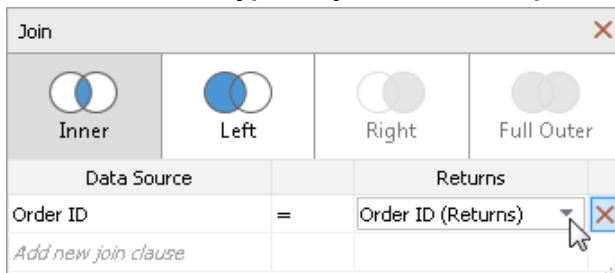 Join
Inner Left Right Full Outer
Data Source Returns
Order ID = Order ID (Returns)
Add new join clause